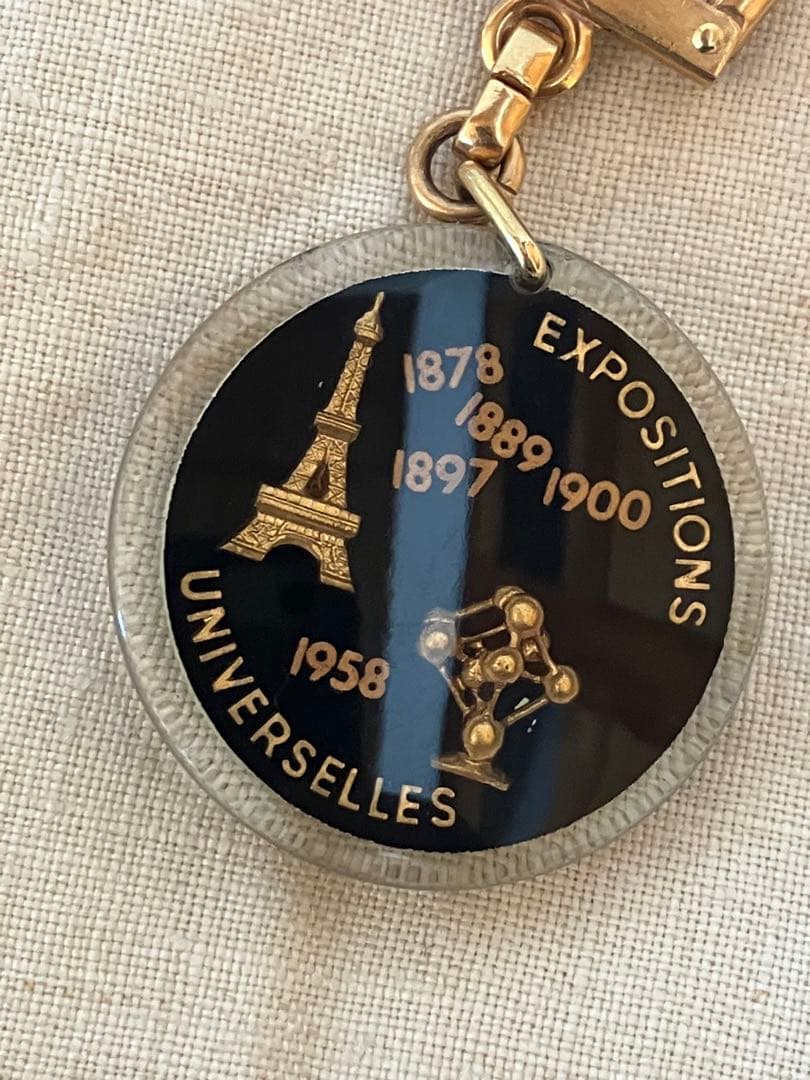 EXPOSITIONS
1878
1889
1897
1900
1958
UNIVERSELLES